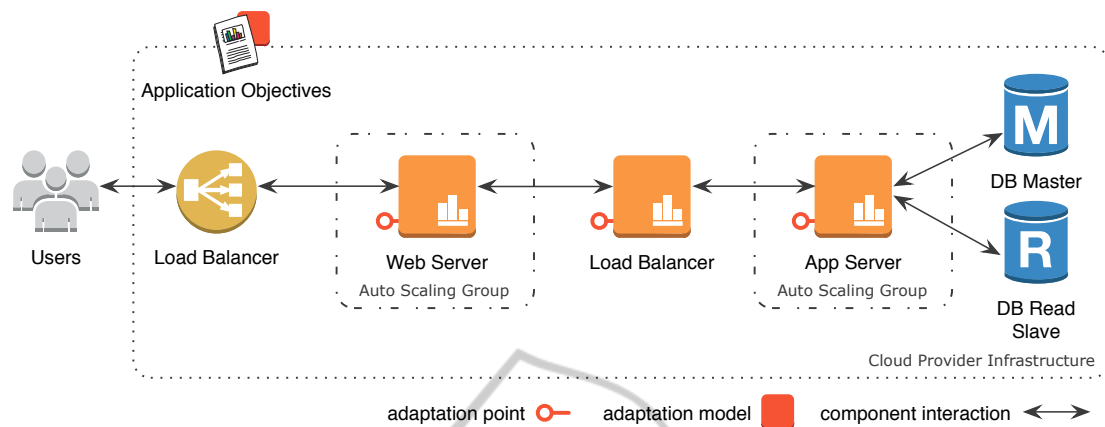 Application Objectives
M
DB Master
Users
Load Balancer
Web Server
Auto Scaling Group
Load Balancer
App Server
Auto Scaling Group
R
DB Read
Slave
Cloud Provider Infrastructure
adaptation point
adaptation model
component interaction